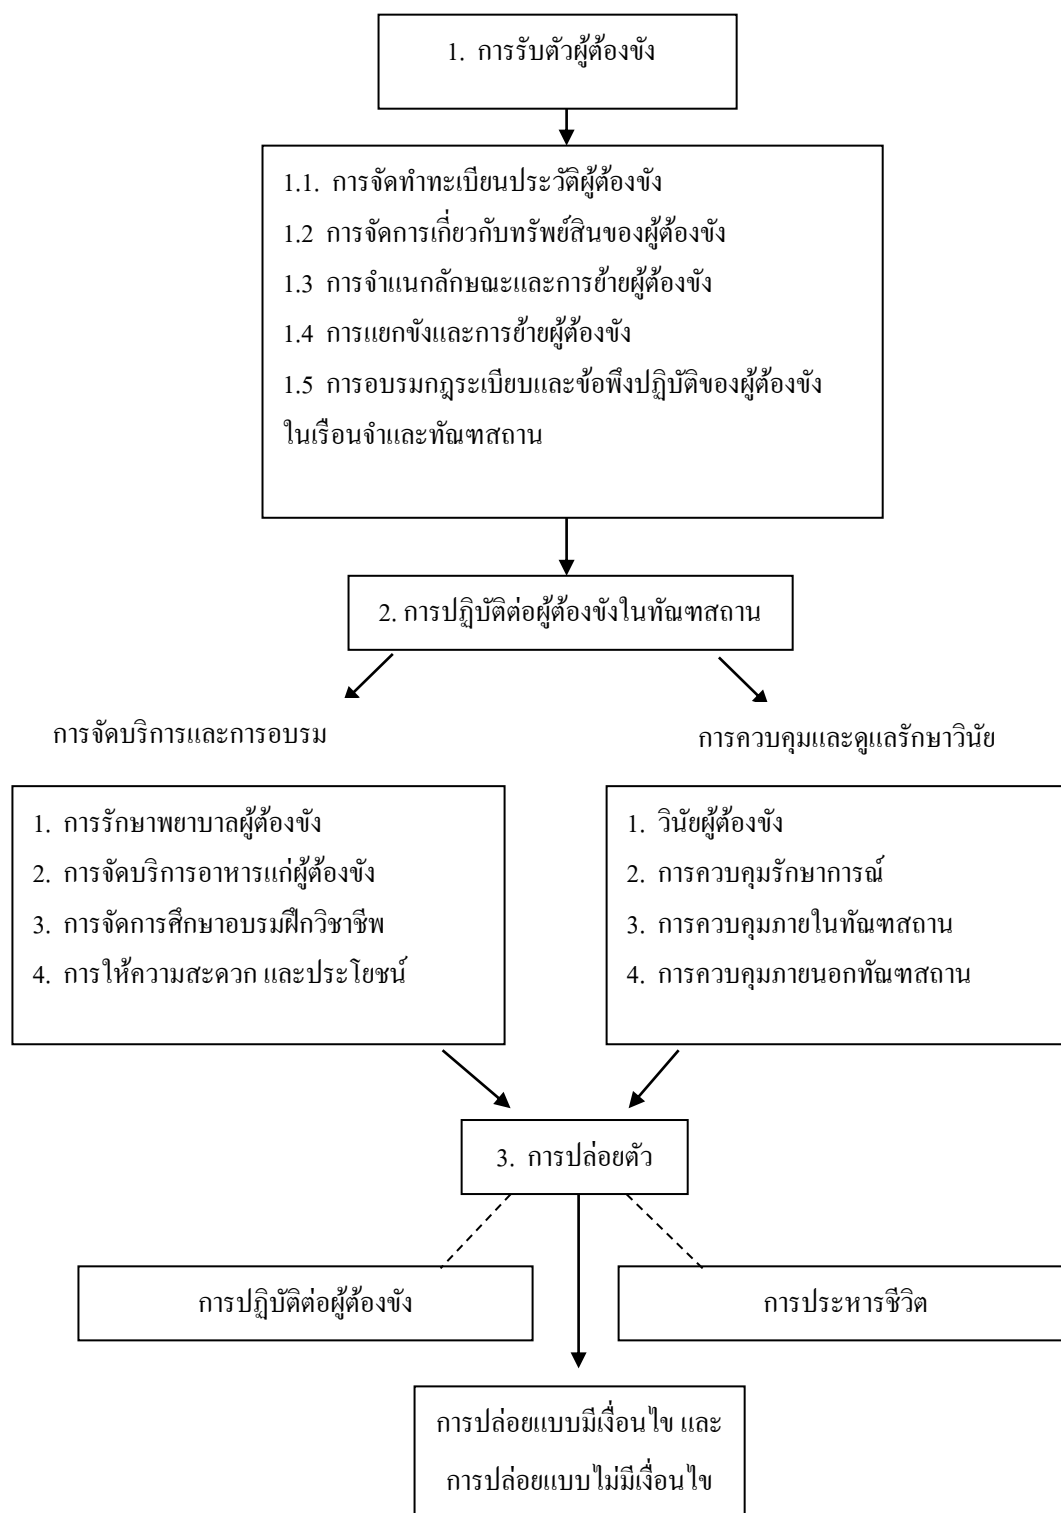 1. การรับตัวผู้ต้องขัง
1.1. การจัดทำทะเบียนประวัติผู้ต้องขัง
1.2 การจัดการเกี่ยวกับทรัพย์สินของผู้ต้องขัง
1.3 การจำแนกลักษณะและการย้ายผู้ต้องขัง
1.4 การแยกขังและการย้ายผู้ต้องขัง
1.5 การอบรมกฎระเบียบและข้อพึงปฏิบัติของผู้ต้องขัง
ในเรือนจำและทัณฑสถาน
2. การปฏิบัติต่อผู้ต้องขังในทัณฑสถาน
การจัดบริการและการอบรม
1. การรักษาพยาบาลผู้ต้องขัง
2. การจัดบริการอาหารแก่ผู้ต้องขัง
3. การจัดการศึกษาอบรมฝึกวิชาชีพ
4. การให้ความสะดวก และประโยชน์
การควบคุมและดูแลรักษาวินัย
1. วินัยผู้ต้องขัง
2. การควบคุมรักษาการณ์
3. การควบคุมภายในทัณฑสถาน
4. การควบคุมภายนอกทัณฑสถาน
3. การปล่อยตัว
การปฏิบัติต่อผู้ต้องขัง
การประหารชีวิต
การปล่อยแบบมีเงื่อนไข และ
การปล่อยแบบไม่มีเงื่อนไข